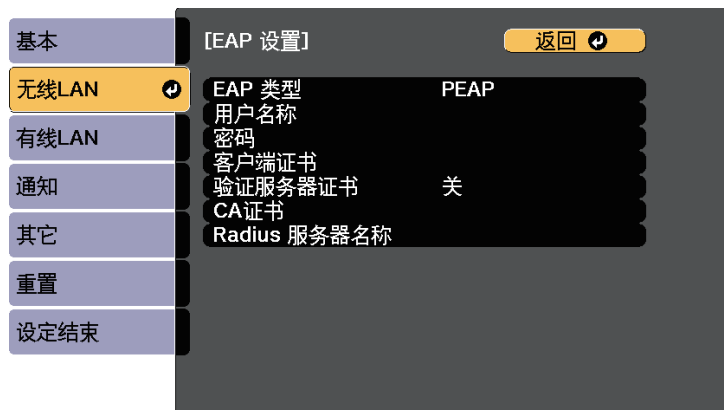 基本
无线LAN
有线LAN
通知
其它
重置
设定结束
[EAP 设置]
返回
EAP 类型 PEAP
用户名称
密码
客户端证书
验证服务器证书 关
CA证书
Radius 服务器名称